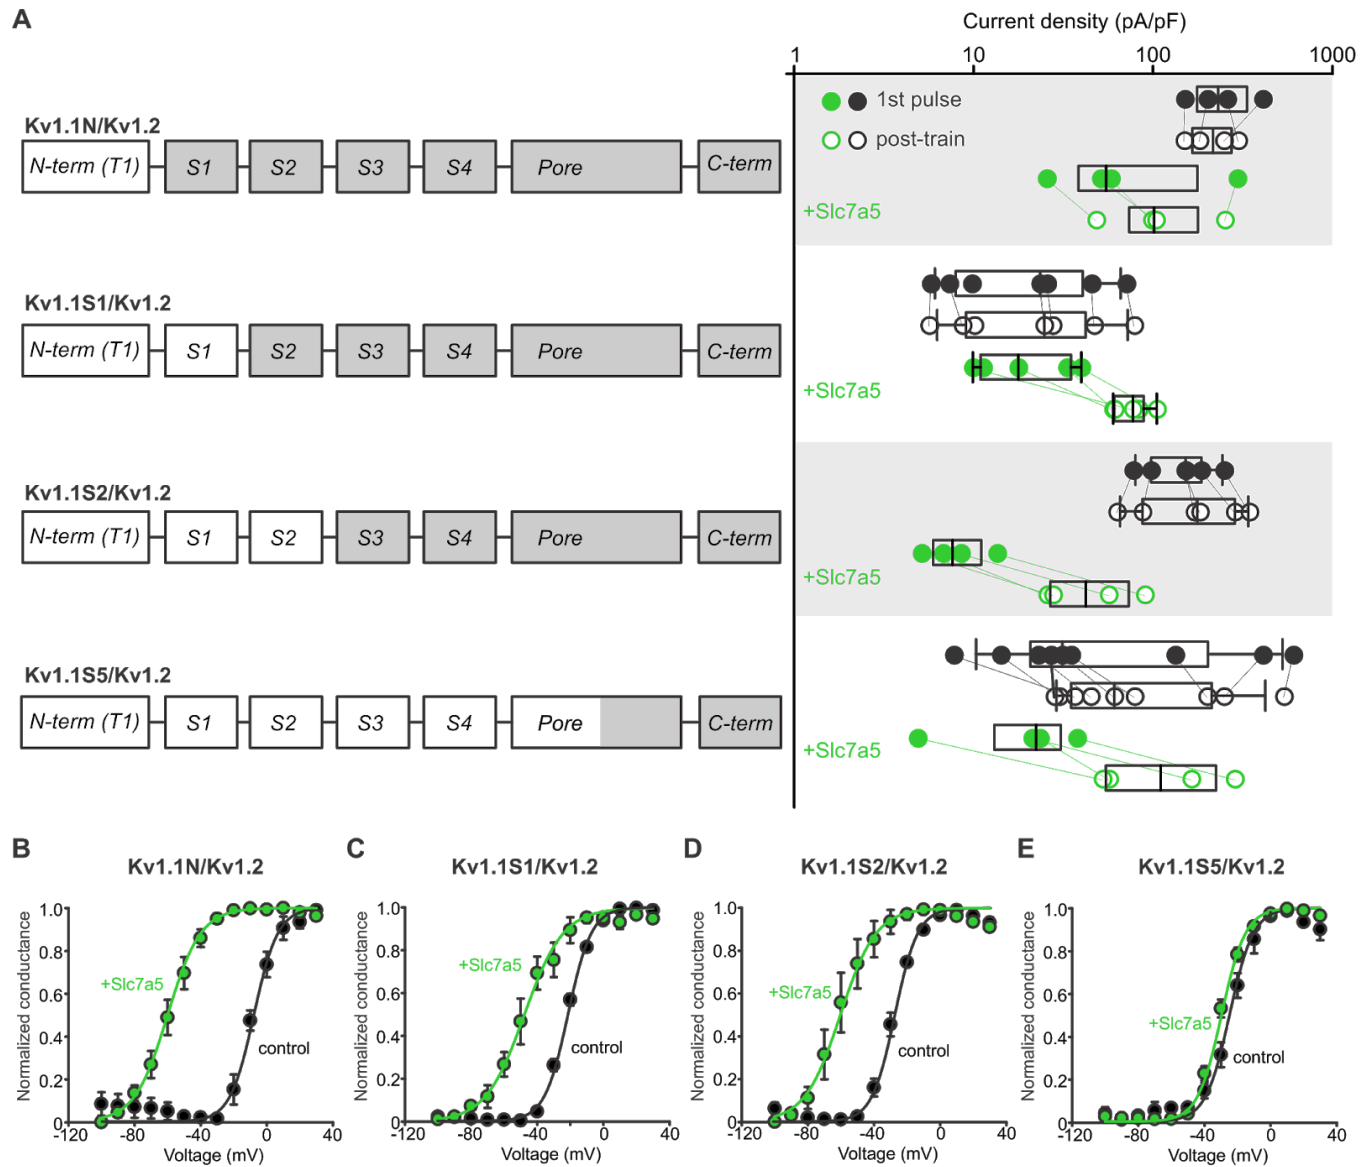 A
Current density (pA/pF)
1 10 100 1000
1st pulse
post-train
Kv1.1N/Kv1.2
N-term (T1) S1 S2 S3 S4 Pore C-term
+Slc7a5
Kv1.1S1/Kv1.2
N-term (T1) S1 S2 S3 S4 Pore C-term
+Slc7a5
Kv1.1S2/Kv1.2
N-term (T1) S1 S2 S3 S4 Pore C-term
+Slc7a5
Kv1.1S5/Kv1.2
N-term (T1) S1 S2 S3 S4 Pore C-term
+Slc7a5
B
Kv1.1N/Kv1.2
Normalized conductance
1.0
0.8
0.6
0.4
0.2
0
+Slc7a5
control
-120 -80 -40 0 40
Voltage (mV)
C
Kv1.1S1/Kv1.2
Normalized conductance
1.0
0.8
0.6
0.4
0.2
0
+Slc7a5
control
-120 -80 -40 0 40
Voltage (mV)
D
Kv1.1S2/Kv1.2
Normalized conductance
1.0
0.8
0.6
0.4
0.2
0
+Slc7a5
control
-120 -80 -40 0 40
Voltage (mV)
E
Kv1.1S5/Kv1.2
Normalized conductance
1.0
0.8
0.6
0.4
0.2
0
+Slc7a5
control
-120 -80 -40 0 40
Voltage (mV)